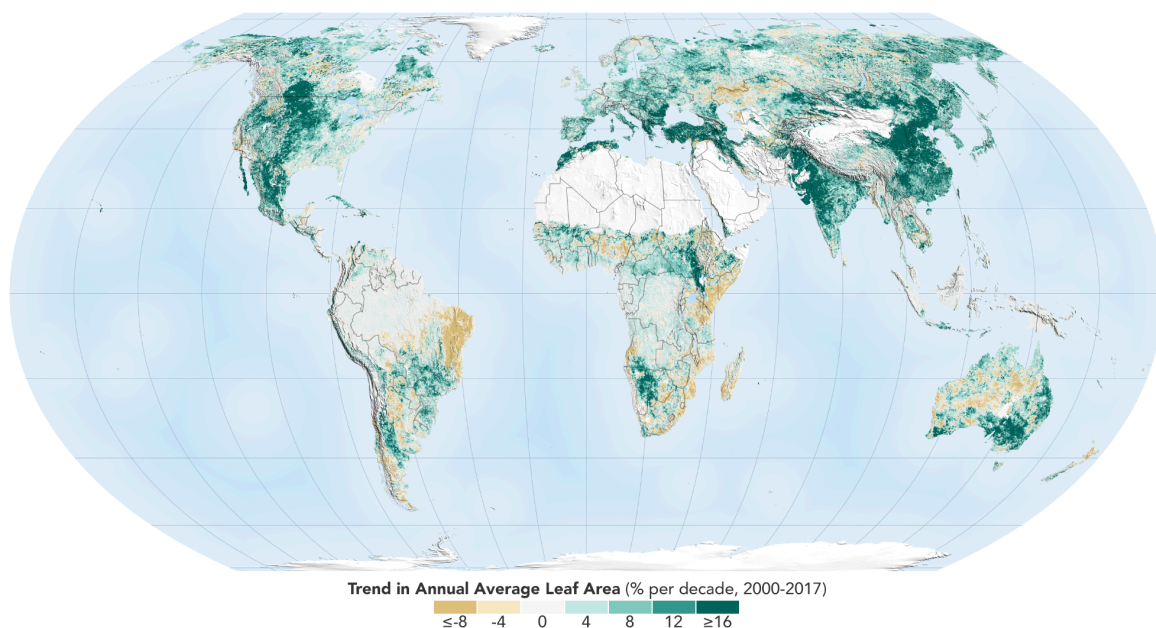 Trend in Annual Average Leaf Area (% per decade, 2000-2017)
≤-8 -4 0 4 8 12 ≥16